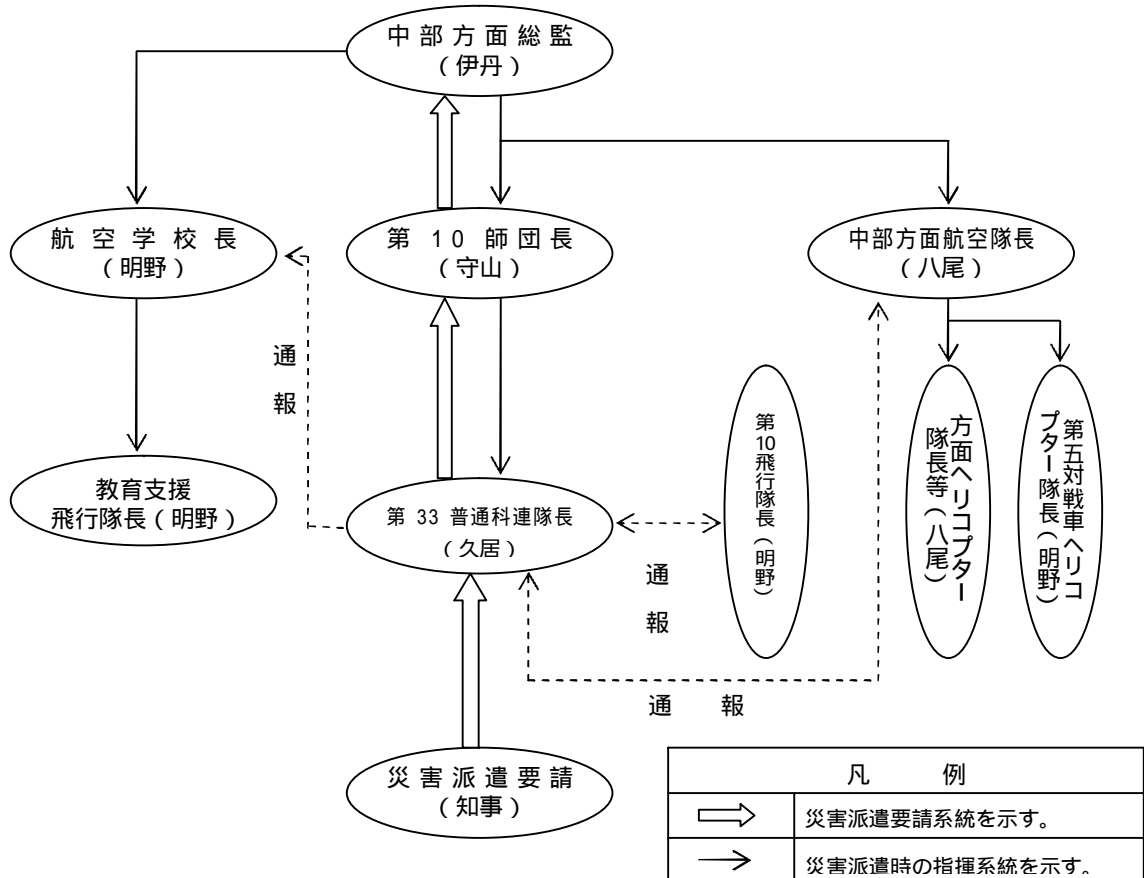 中部方面総監
(伊丹)
航空学校長
(明野)
第 10 師団長
(守山)
中部方面航空隊長
(八尾)
通
報
教育支援
飛行隊長(明野)
第 33 普通科連隊長
(久居)
第10飛行隊長(明野)
方面ヘリコプター
隊長等(八尾)
第五対戦車ヘリコ
プター隊長(明野)
通
報
通 報
災害派遣要請
(知事)
凡 例
災害派遣要請系統を示す。
災害派遣時の指揮系統を示す。